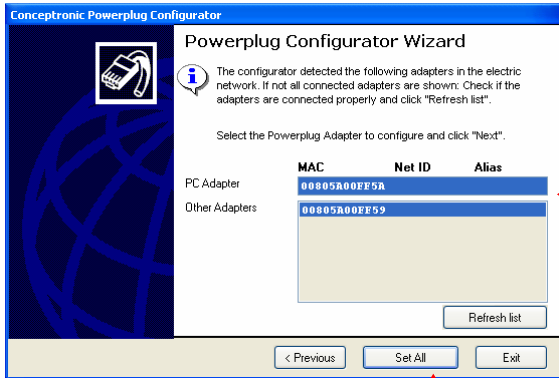 Conceptronic Powerplug Configurator
Powerplug Configurator Wizard
The configurator detected the following adapters in the electric
network. If not all connected adapters are shown: Check if the
adapters are connected properly and click "Refresh list".
Select the Powerplug Adapter to configure and click "Next".
MAC Net ID Alias
PC Adapter 00805A00FF5A
Other Adapters 00805A00FF59
Refresh list
< Previous Set All Exit